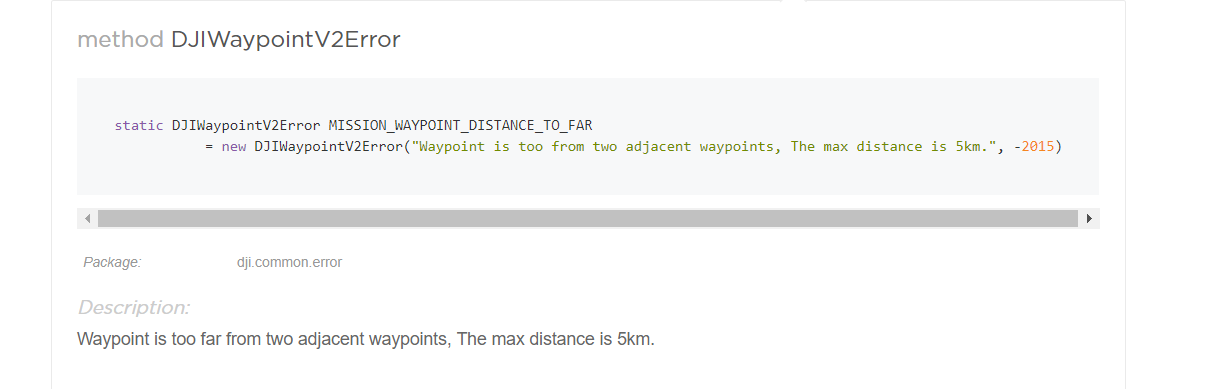 method DJIWaypointV2Error
static DJIWaypointV2Error MISSION_WAYPOINT_DISTANCE_TO_FAR
= new DJIWaypointV2Error("Waypoint is too from two adjacent waypoints, The max distance is 5km.", -2015)
Package: dji.common.error
Description:
Waypoint is too far from two adjacent waypoints, The max distance is 5km.